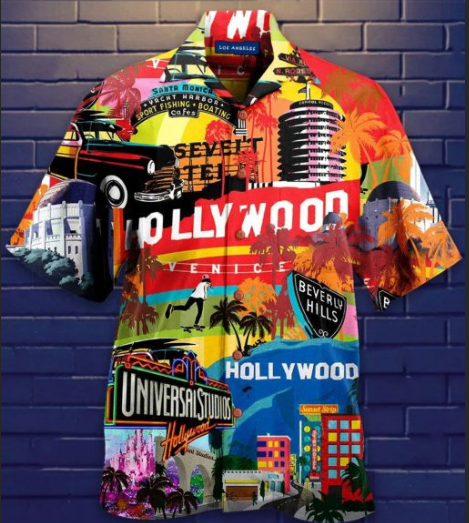 W
LOS ANGELES
SANTA MONICA
YACHT HARBOR
SPORT FISHING • BOATING
Cafes
HOLLYWOOD
VENICE
BEVERLY
HILLS
HOLLYWOOD
UNIVERSAL STUDIOS
Hollywood
Sunset Strip